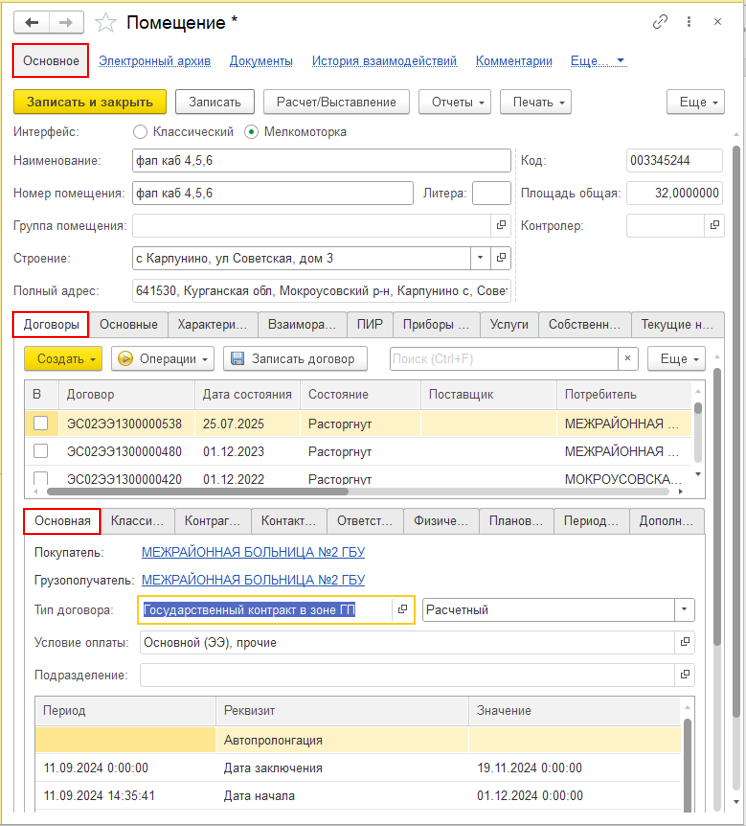 Помещение *
Основное Электронный архив Документы История взаимодействий Комментарии Еще...
Записать и закрыть Записать Расчет/Выставление Отчеты Печать Еще
Интерфейс: Классический Мелкомоторка
Наименование: фап каб 4,5,6 Код: 003345244
Номер помещения: фап каб 4,5,6 Литера: Площадь общая: 32,0000000
Группа помещения: Контролер:
Строение: с Карпунино, ул Советская, дом 3
Полный адрес: 641530, Курганская обл, Мокроусовский р-н, Карпунино с, Совет
Договоры Основные Характери... Взаимора... ПИР Приборы ... Услуги Собственн... Текущие н...
Создать Операции Записать договор Поиск (Ctrl+F) × Еще
В Договор Дата состояния Состояние Поставщик Потребитель
ЭС02ЭЭ1300000538 25.07.2025 Расторгнут МЕЖРАЙОННАЯ ...
ЭС02ЭЭ1300000480 01.12.2023 Расторгнут МЕЖРАЙОННАЯ ...
ЭС02ЭЭ1300000420 01.12.2022 Расторгнут МОКРОУСОВСКА...
Основная Класси... Контраг... Контакт... Ответст... Физиче... Планов... Период... Дополн...
Покупатель: МЕЖРАЙОННАЯ БОЛЬНИЦА №2 ГБУ
Грузополучатель: МЕЖРАЙОННАЯ БОЛЬНИЦА №2 ГБУ
Тип договора: Государственный контракт в зоне ГП Расчетный
Условие оплаты: Основной (ЭЭ), прочие
Подразделение:
Период Реквизит Значение
Автопролонгация
11.09.2024 0:00:00 Дата заключения 19.11.2024 0:00:00
11.09.2024 14:35:41 Дата начала 01.12.2024 0:00:00